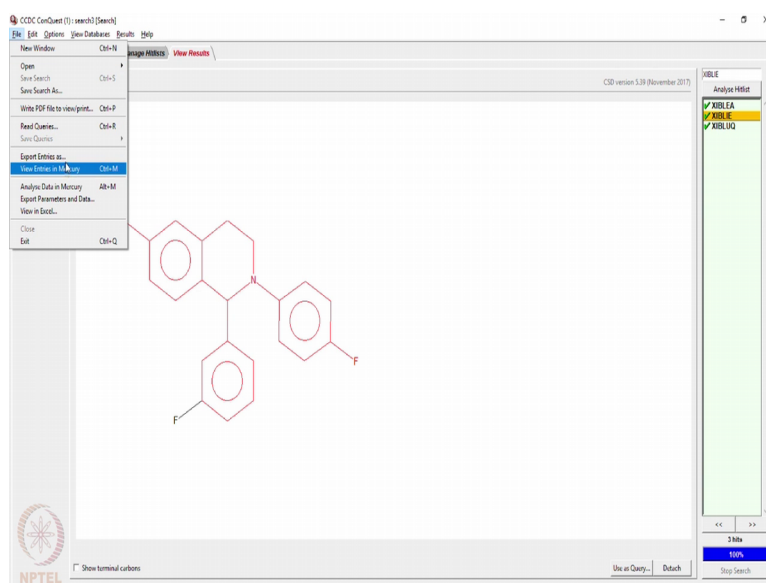 CCDC ConQuest (1) : search3 [Search]
File Edit Options View Databases Results Help
New Window Ctrl+N
anage Hitlists View Results
Open
Save Search Ctrl+S
Save Search As...
Write PDF file to view/print... Ctrl+P
Read Queries... Ctrl+R
Save Queries
Export Entries as...
View Entries in Mercury Ctrl+M
Analyse Data in Mercury Alt+M
Export Parameters and Data...
View in Excel...
Close
Exit Ctrl+Q
CSD version 5.39 (November 2017)
XIBLIE
Analyse Hitlist
XIBLEA
XIBLIE
XIBLUQ
N
F
F
<< >>
3 hits
100%
Stop Search
Show terminal carbons
Use as Query... Detach
NPTEL